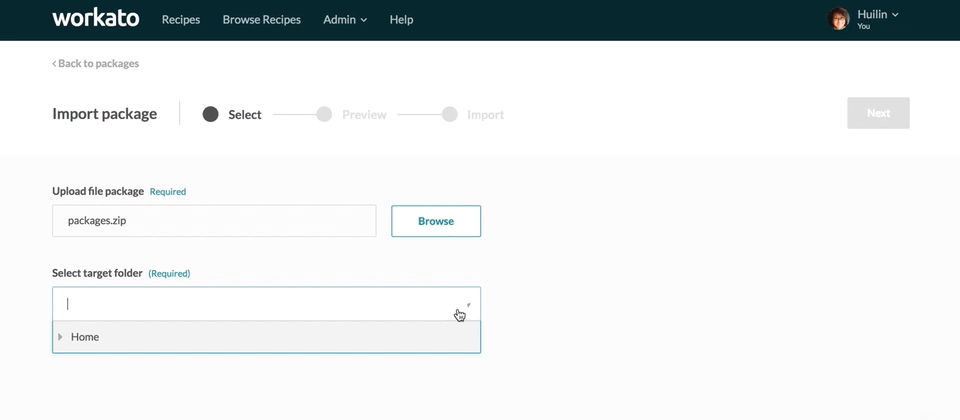 workato Recipes Browse Recipes Admin Help Huilin
You
Back to packages
Import package Select Preview Import Next
Upload file package Required
packages.zip Browse
Select target folder (Required)
Home